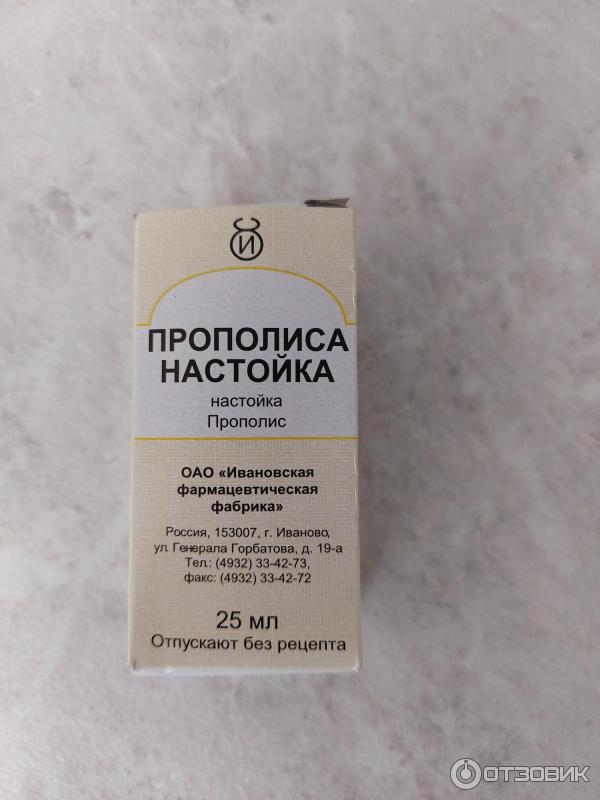 И
ПРОПОЛИСА
НАСТОЙКА
настойка
Прополис
ОАО «Ивановская
фармацевтическая
фабрика»
Россия, 153007, г. Иваново,
ул. Генерала Горбатова, д. 19-а
Тел.: (4932) 33-42-73,
факс: (4932) 33-42-72
25 мл
Отпускают без рецепта
ОТЗОВИК